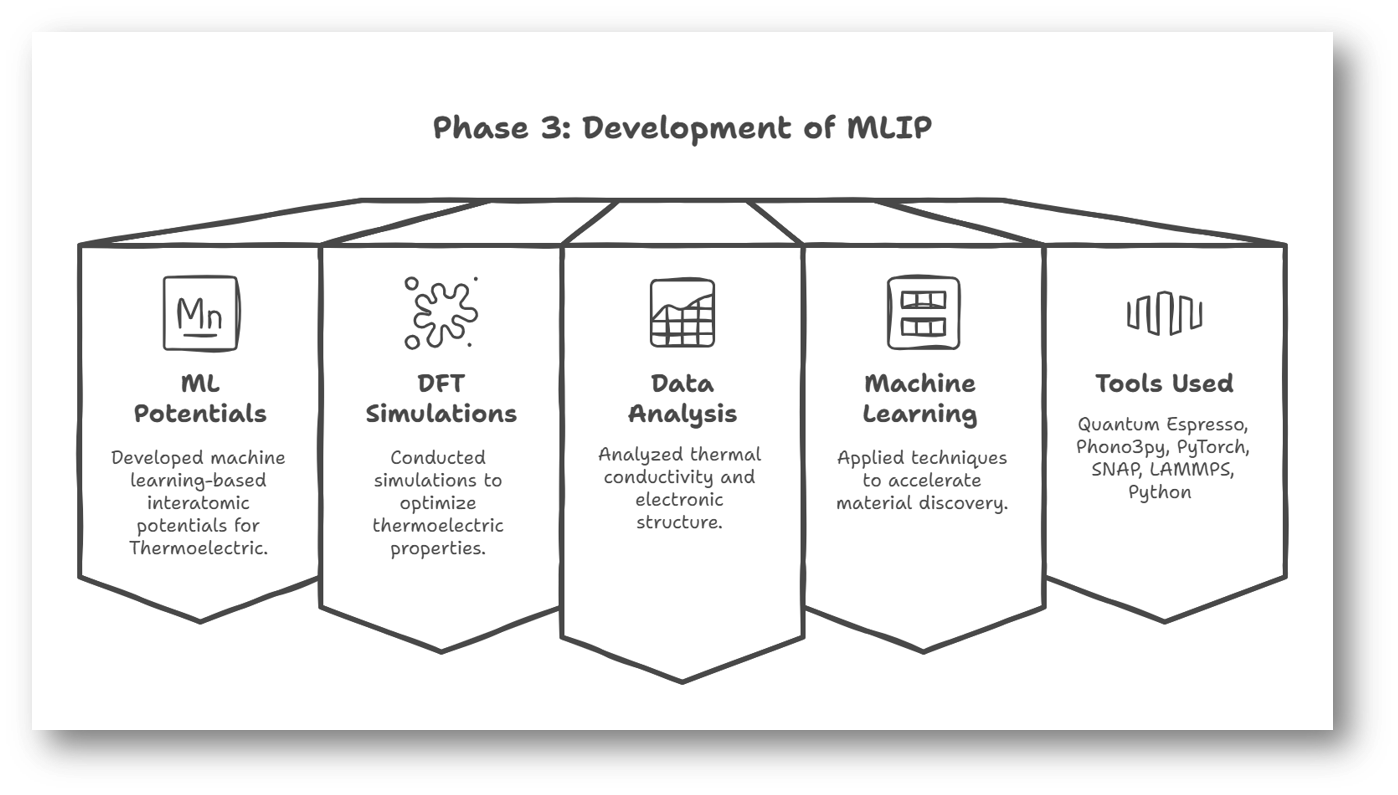 Phase 3: Development of MLIP
Mn
ML
Potentials
Developed machine
learning-based
interatomic
potentials for
Thermoelectric.
DFT
Simulations
Conducted
simulations to
optimize
thermoelectric
properties.
Data
Analysis
Analyzed thermal
conductivity and
electronic
structure.
Machine
Learning
Applied techniques
to accelerate
material discovery.
Tools Used
Quantum Espresso,
Phono3py, PyTorch,
SNAP, LAMMPS,
Python